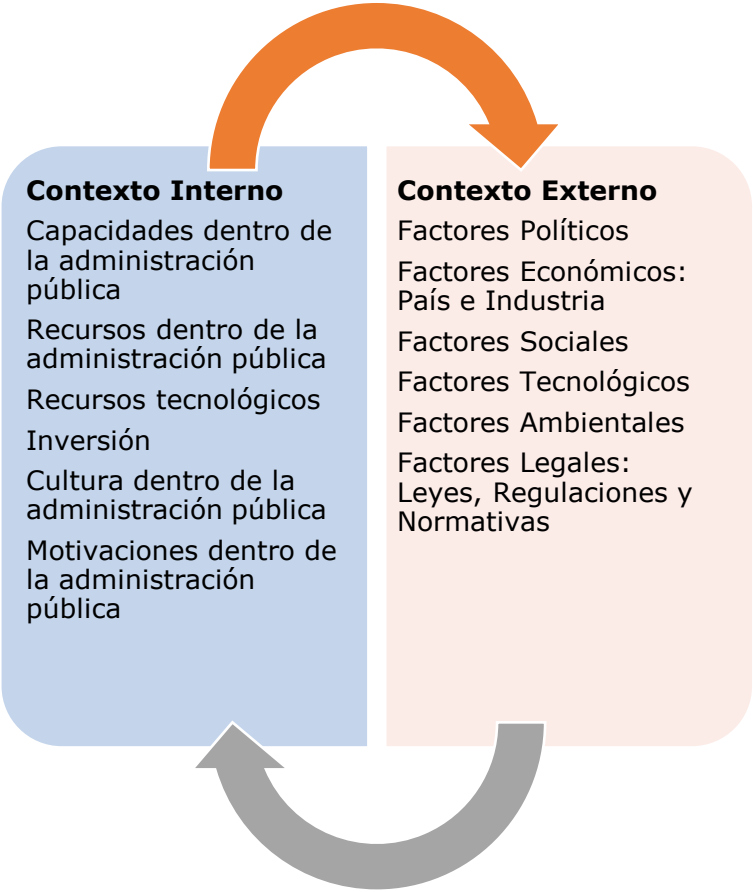 Contexto Interno
Capacidades dentro de
la administración
pública
Recursos dentro de la
administración pública
Recursos tecnológicos
Inversión
Cultura dentro de la
administración pública
Motivaciones dentro de
la administración
pública
Contexto Externo
Factores Políticos
Factores Económicos:
País e Industria
Factores Sociales
Factores Tecnológicos
Factores Ambientales
Factores Legales:
Leyes, Regulaciones y
Normativas